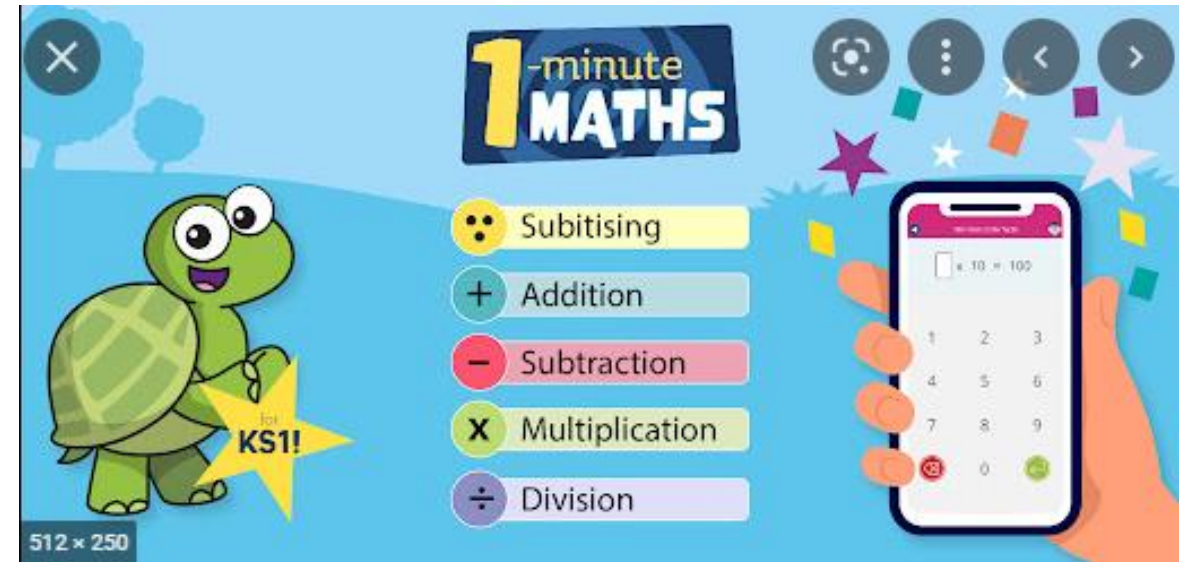 1-minute
MATHS
Subitising
+ Addition
− Subtraction
x Multiplication
÷ Division
for
KS1!
x 10 = 100
1 2 3
4 5 6
7 8 9
0
512 × 250